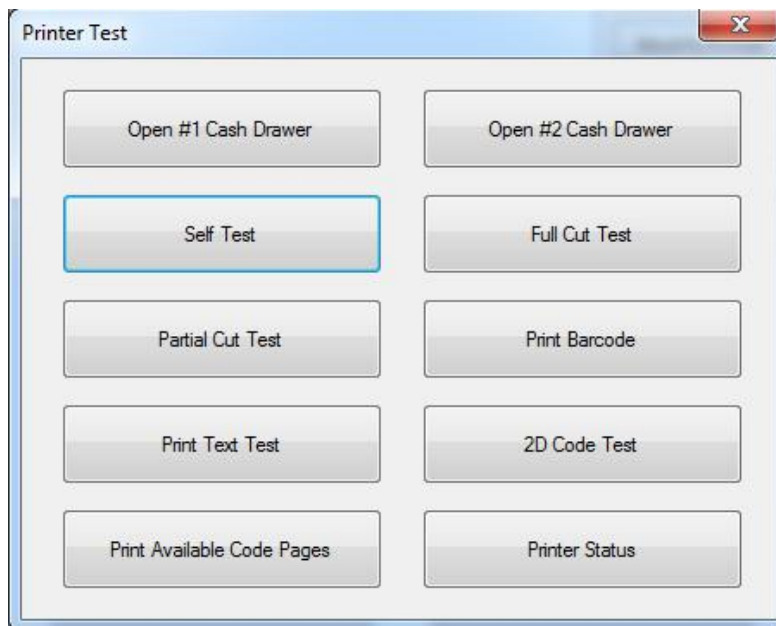 Printer Test
Open #1 Cash Drawer
Open #2 Cash Drawer
Self Test
Full Cut Test
Partial Cut Test
Print Barcode
Print Text Test
2D Code Test
Print Available Code Pages
Printer Status